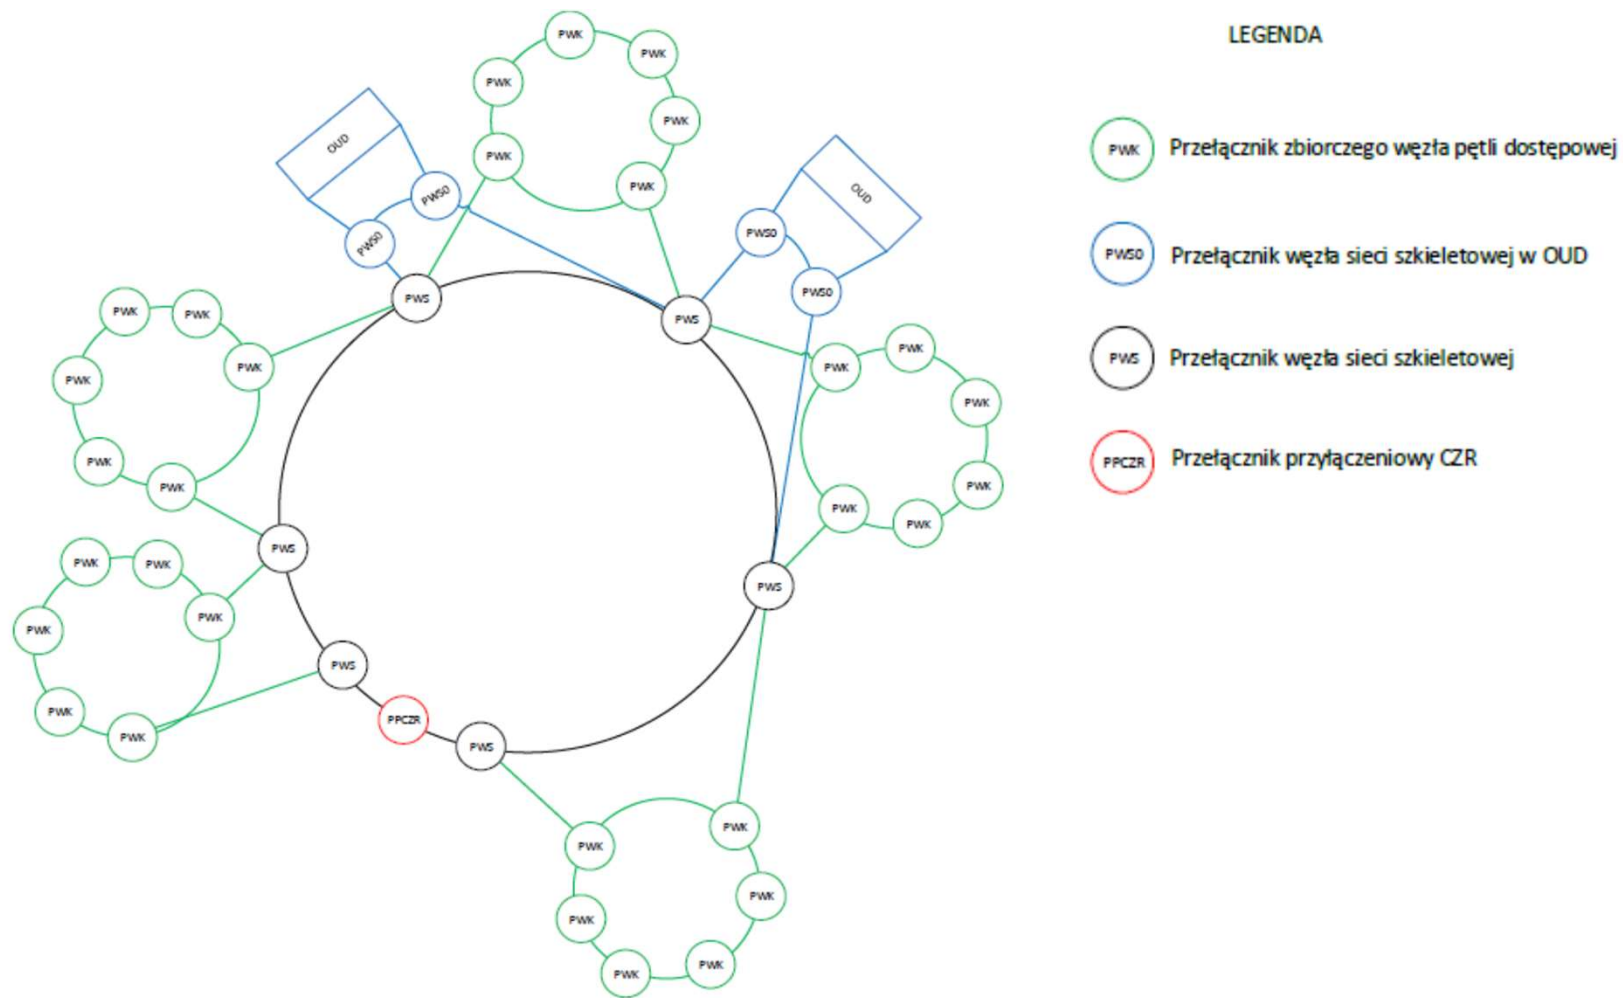 PWK
PWK
PWK
PWK
PWK
PWK
OUD
PWS0
PWS0
OUD
PWS0
PWS0
PWS
PWS
PWK
PWK
PWK
PWK
PWK
PWK
PWK
PWK
PWK
PWK
PWK
PWK
PWS
PWS
PWK
PWK
PWK
PWK
PWK
PWK
PWS
PPCZR
PWS
PWK
PWK
PWK
PWK
PWK
PWK
LEGENDA
PWK Przełącznik zbiorczego węzła pętli dostępowej
PWS0 Przełącznik węzła sieci szkieletowej w OUD
PWS Przełącznik węzła sieci szkieletowej
PPCZR Przełącznik przyłączeniowy CZR